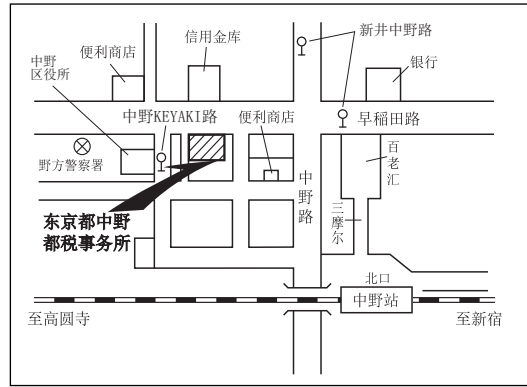 新井中野路
信用金库
便利商店
中野
区役所
银行
中野KEYAKI路
便利商店
早稲田路
野方警察署
百老汇
中野路
三摩尔
东京都中野
都税事务所
北口
中野站
至高圆寺
至新宿